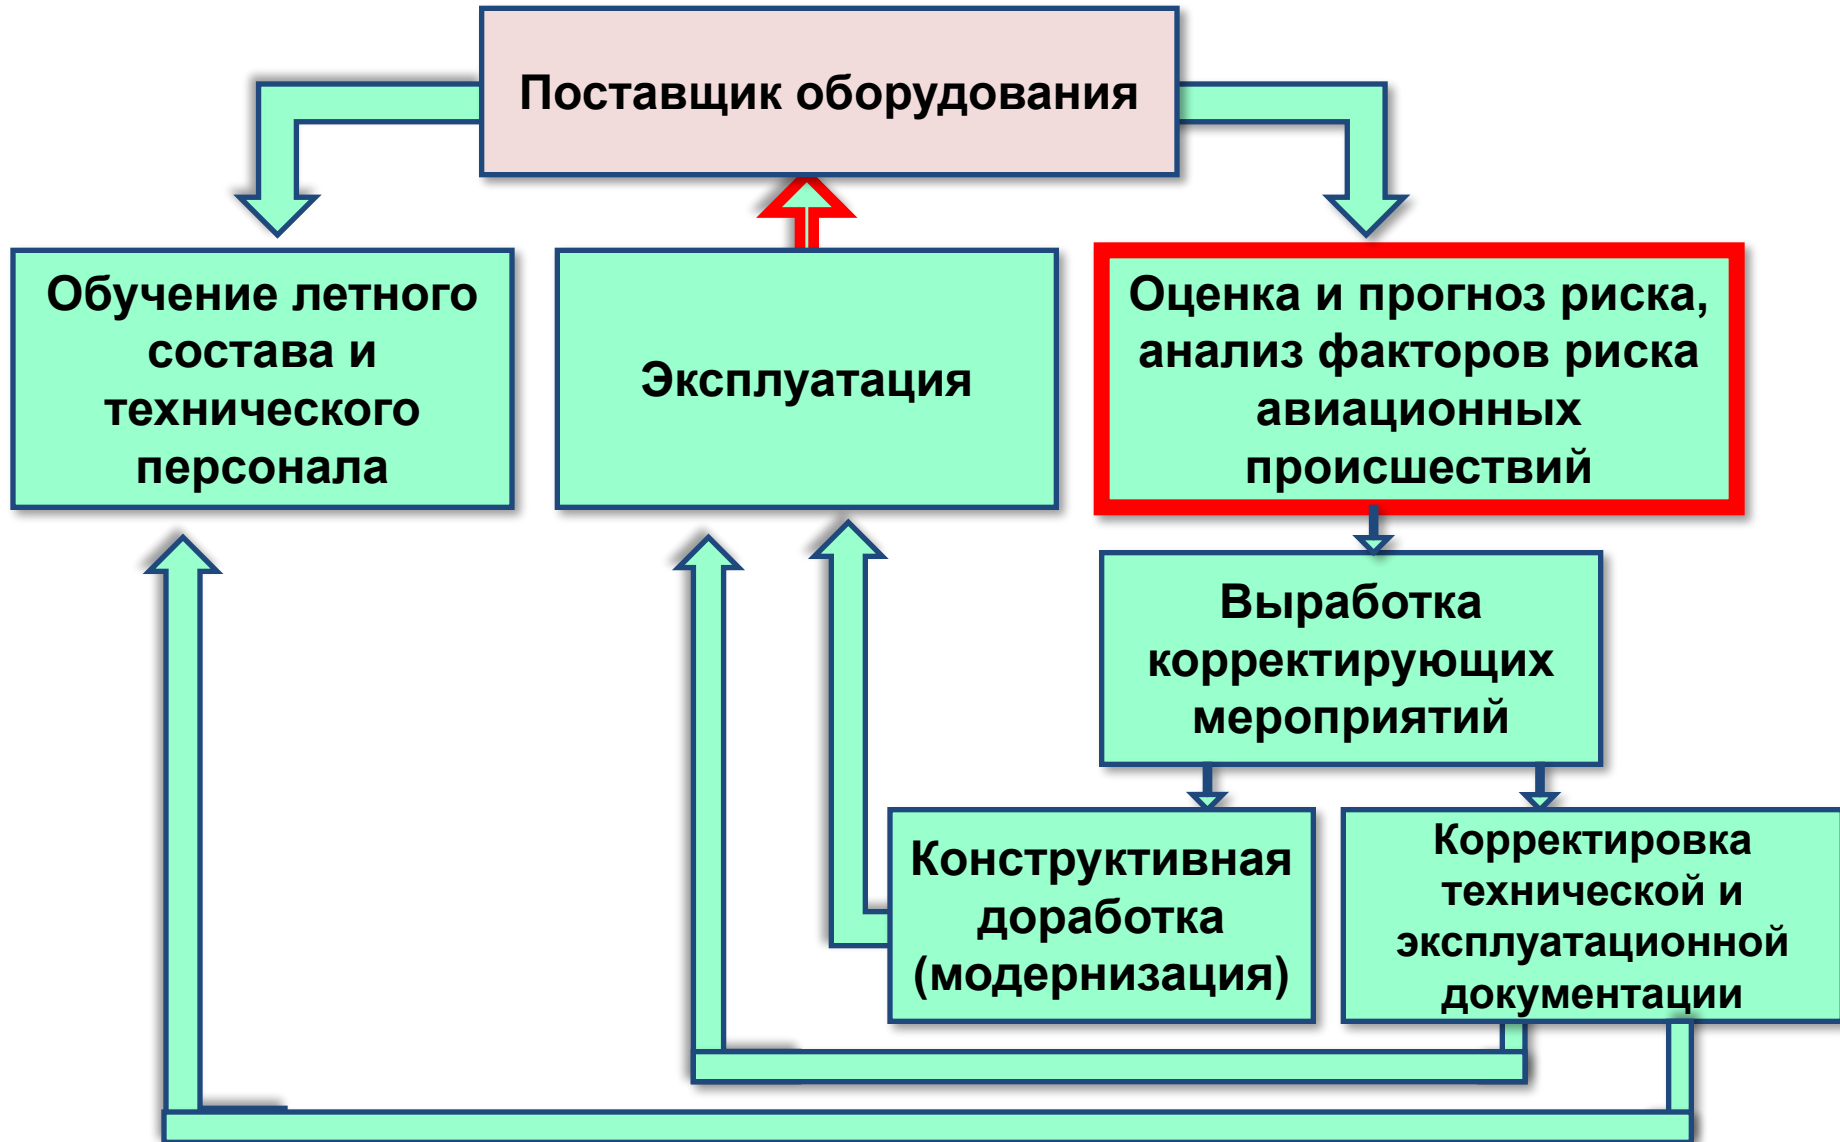 Поставщик оборудования
Обучение летного
состава и
технического
персонала
Эксплуатация
Оценка и прогноз риска,
анализ факторов риска
авиационных
происшествий
Выработка
корректирующих
мероприятий
Конструктивная
доработка
(модернизация)
Корректировка
технической и
эксплуатационной
документации